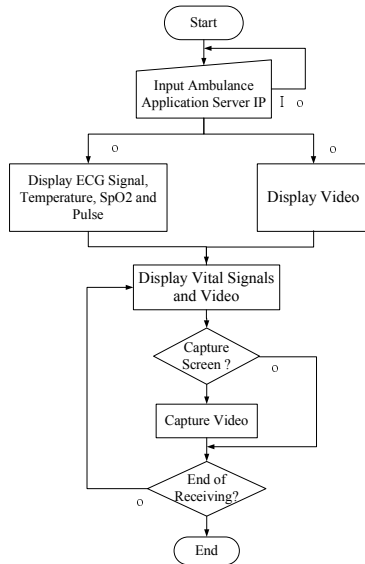 Start
Input Ambulance
Application Server IP
I o
o
o
Display ECG Signal,
Temperature, SpO2 and
Pulse
Display Video
Display Vital Signals
and Video
Capture
Screen ?
o
Capture Video
End of
Receiving?
o
End